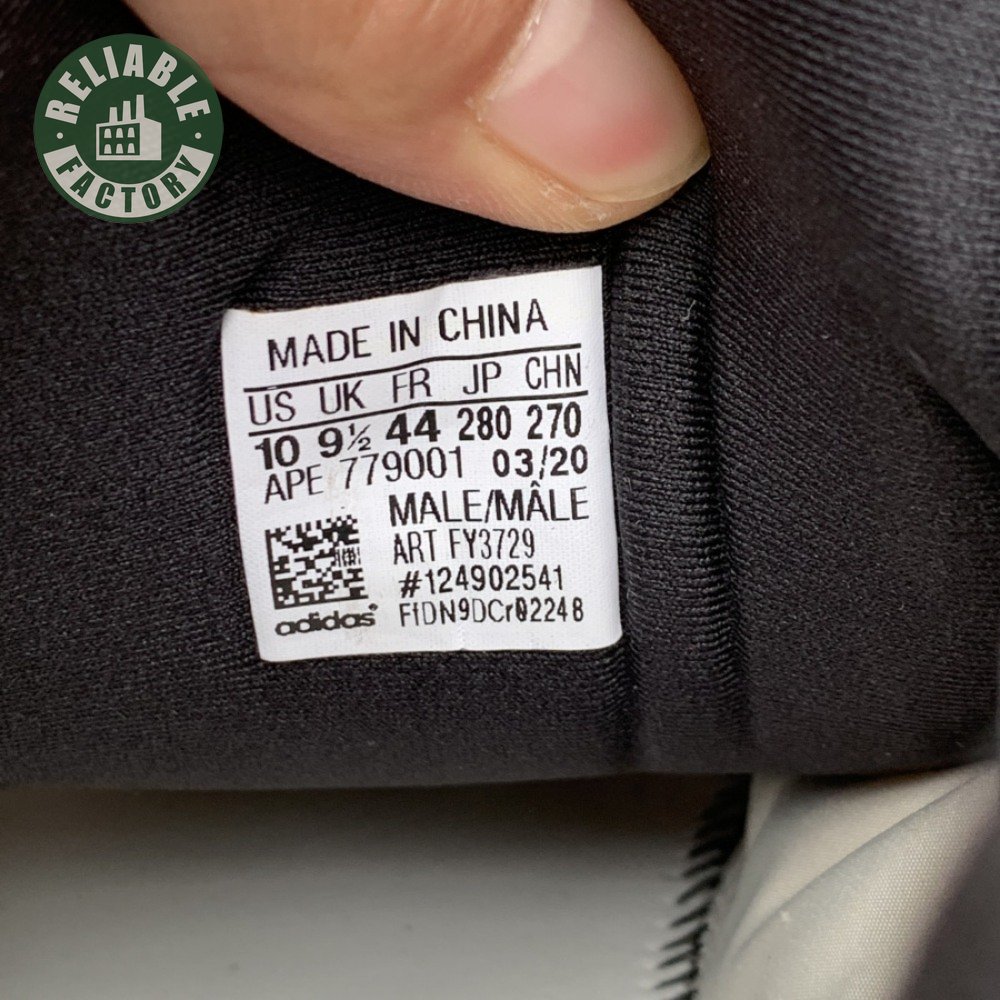 RELIABLE
FACTORY
MADE IN CHINA
US UK FR JP CHN
10 9½ 44 280 270
APE 779001 03/20
MALE/MÂLE
ART FY3729
#124902541
adidas